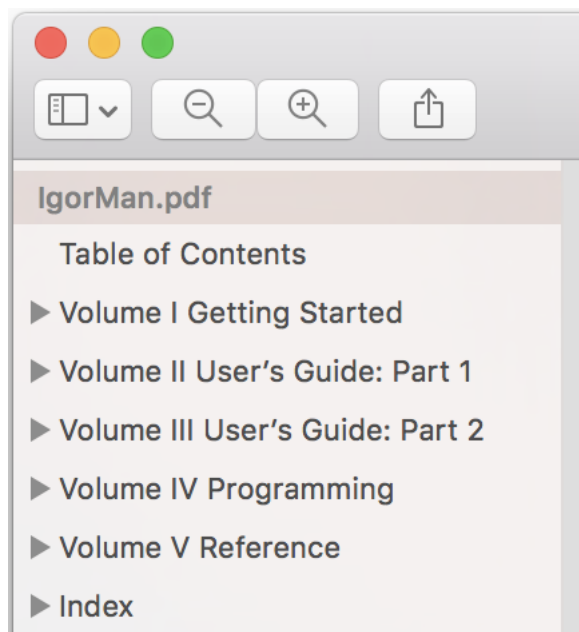 IgorMan.pdf
Table of Contents
Volume I Getting Started
Volume II User’s Guide: Part 1
Volume III User’s Guide: Part 2
Volume IV Programming
Volume V Reference
Index